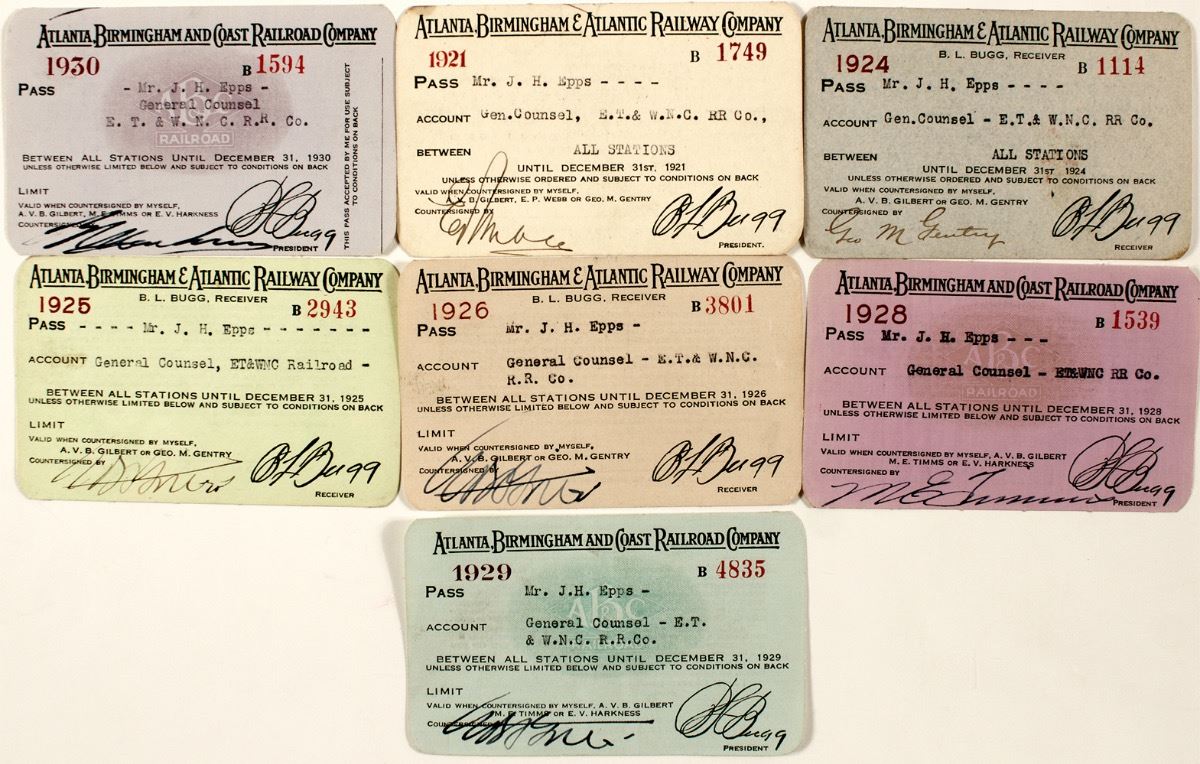 ATLANTA, BIRMINGHAM AND COAST RAILROAD COMPANY
1930 B 1594
PASS - Mr. J. H. Epps -
General Counsel
E. T. & W. N. C. R.R. Co.
RAILROAD
BETWEEN ALL STATIONS UNTIL DECEMBER 31, 1930
UNLESS OTHERWISE LIMITED BELOW AND SUBJECT TO CONDITIONS ON BACK
LIMIT
VALID WHEN COUNTERSIGNED BY MYSELF,
A. V. B. GILBERT, M. E. TIMMS OR E. V. HARKNESS
COUNTERSIGNED BY
B L Bugg
PRESIDENT
THIS PASS ACCEPTED BY ME FOR USE SUBJECT
TO CONDITIONS ON BACK
ATLANTA, BIRMINGHAM & ATLANTIC RAILWAY COMPANY
1921 B 1749
PASS Mr. J. H. Epps - - - -
ACCOUNT Gen.Counsel, E.T.& W.N.C. RR Co.,
BETWEEN ALL STATIONS
UNTIL DECEMBER 31ST, 1921
UNLESS OTHERWISE ORDERED AND SUBJECT TO CONDITIONS ON BACK
VALID WHEN COUNTERSIGNED BY MYSELF,
A. V. B. GILBERT, E. P. WEBB OR GEO. M. GENTRY
COUNTERSIGNED BY
B L Bugg
PRESIDENT.
ATLANTA, BIRMINGHAM & ATLANTIC RAILWAY COMPANY
B. L. BUGG, RECEIVER
1924 B 1114
PASS Mr. J. H. Epps - - - -
ACCOUNT Gen.Counsel - E.T.& W.N.C. RR Co.
BETWEEN ALL STATIONS
UNTIL DECEMBER 31ST 1924
UNLESS OTHERWISE ORDERED AND SUBJECT TO CONDITIONS ON BACK
VALID WHEN COUNTERSIGNED BY MYSELF,
A. V. B. GILBERT OR GEO. M. GENTRY
COUNTERSIGNED BY
Geo M Gentry
B L Bugg
RECEIVER
ATLANTA, BIRMINGHAM & ATLANTIC RAILWAY COMPANY
B. L. BUGG, RECEIVER
1925 B 2943
PASS - - - - Mr. J. H. Epps - - - - - - -
ACCOUNT General Counsel, ET&WNC Railroad -
BETWEEN ALL STATIONS UNTIL DECEMBER 31, 1925
UNLESS OTHERWISE LIMITED BELOW AND SUBJECT TO CONDITIONS ON BACK
LIMIT
VALID WHEN COUNTERSIGNED BY MYSELF,
A. V. B. GILBERT OR GEO. M. GENTRY
COUNTERSIGNED BY
B L Bugg
RECEIVER
ATLANTA, BIRMINGHAM & ATLANTIC RAILWAY COMPANY
B. L. BUGG, RECEIVER
1926 B 3801
PASS Mr. J. H. Epps -
ACCOUNT General Counsel - E.T.& W.N.C.
R.R. Co.
BETWEEN ALL STATIONS UNTIL DECEMBER 31, 1926
UNLESS OTHERWISE LIMITED BELOW AND SUBJECT TO CONDITIONS ON BACK
LIMIT
VALID WHEN COUNTERSIGNED BY MYSELF,
A. V. B. GILBERT OR GEO. M. GENTRY
COUNTERSIGNED BY
B L Bugg
RECEIVER
ATLANTA, BIRMINGHAM AND COAST RAILROAD COMPANY
1928 B 1539
PASS Mr. J. H. Epps - - -
ABC
ACCOUNT General Counsel - ET&WNC RR Co.
RAILROAD
BETWEEN ALL STATIONS UNTIL DECEMBER 31, 1928
UNLESS OTHERWISE LIMITED BELOW AND SUBJECT TO CONDITIONS ON BACK
LIMIT
VALID WHEN COUNTERSIGNED BY MYSELF, A. V. B. GILBERT
M. E. TIMMS OR E. V. HARKNESS
COUNTERSIGNED BY
M E Timms
B L Bugg
PRESIDENT
ATLANTA, BIRMINGHAM AND COAST RAILROAD COMPANY
1929 B 4835
PASS Mr. J.H. Epps -
ABC
ACCOUNT General Counsel - E.T.
& W.N.C. R.R.Co.
RAILROAD
BETWEEN ALL STATIONS UNTIL DECEMBER 31, 1929
UNLESS OTHERWISE LIMITED BELOW AND SUBJECT TO CONDITIONS ON BACK
LIMIT
VALID WHEN COUNTERSIGNED BY MYSELF, A. V. B. GILBERT
M. E. TIMMS OR E. V. HARKNESS
COUNTERSIGNED BY
B L Bugg
PRESIDENT